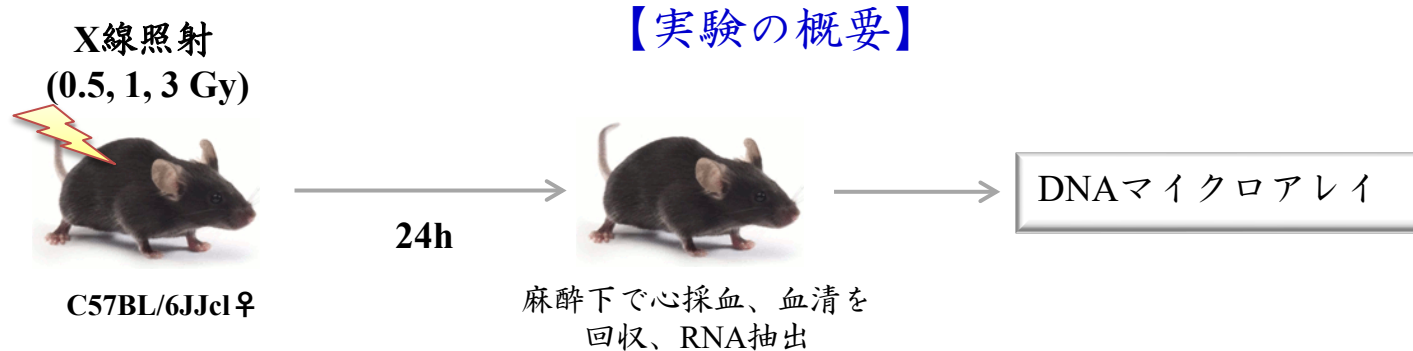 【実験の概要】
X線照射
(0.5, 1, 3 Gy)
24h
DNAマイクロアレイ
C57BL/6JJcl♀
麻酔下で心採血、血清を
回収、RNA抽出